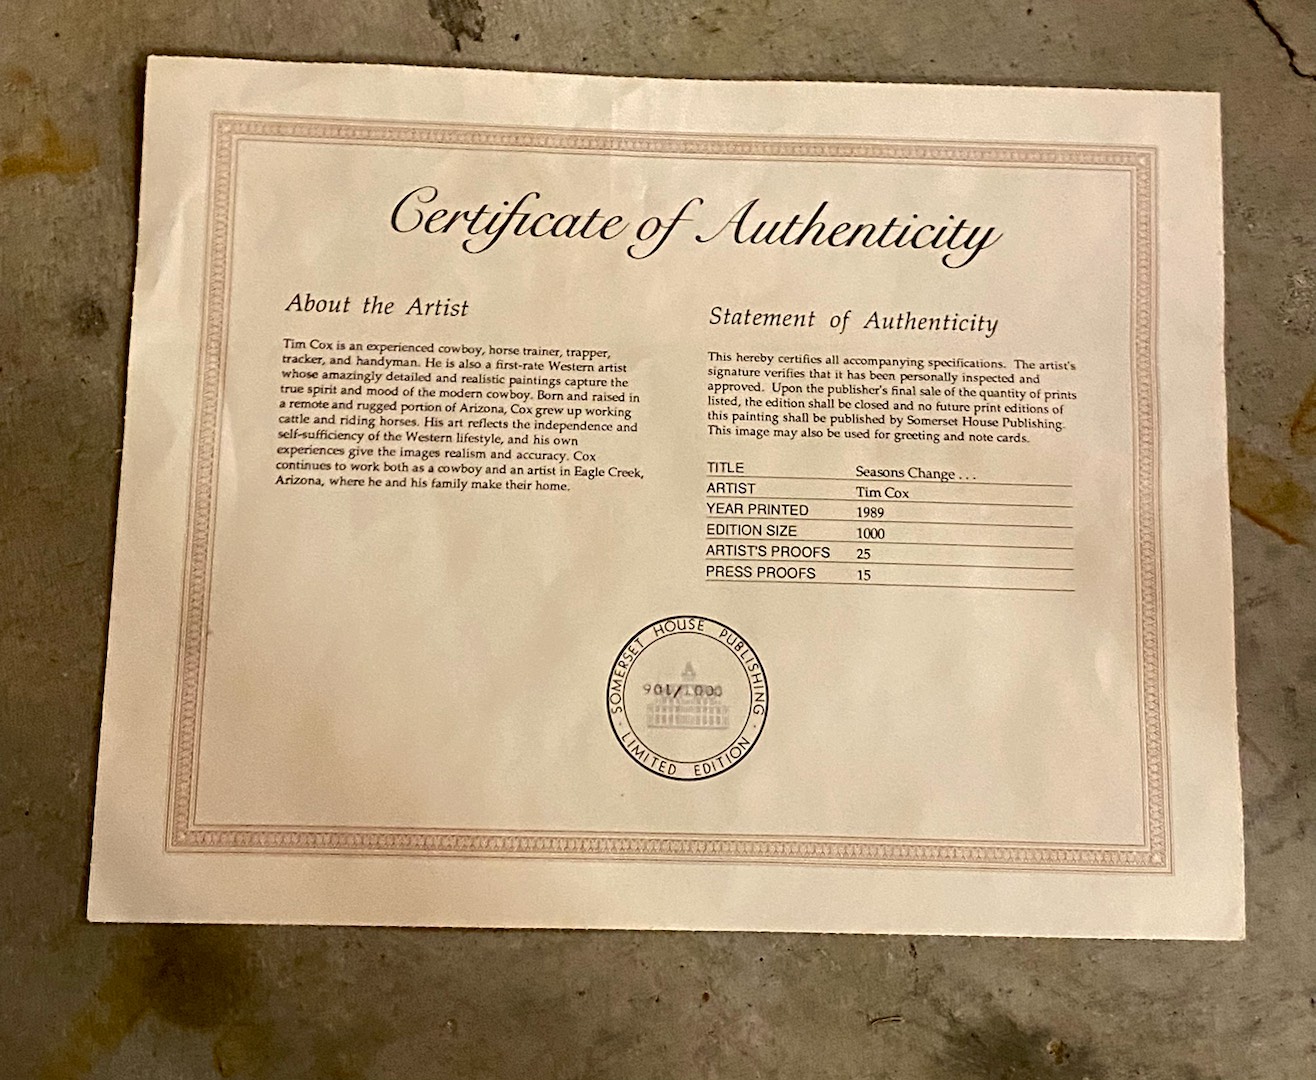 Certificate of Authenticity
About the Artist
Tim Cox is an experienced cowboy, horse trainer, trapper,
tracker, and handyman. He is also a first-rate Western artist
whose amazingly detailed and realistic paintings capture the
true spirit and mood of the modern cowboy. Born and raised in
a remote and rugged portion of Arizona, Cox grew up working
cattle and riding horses. His art reflects the independence and
self-sufficiency of the Western lifestyle, and his own
experiences give the images realism and accuracy. Cox
continues to work both as a cowboy and an artist in Eagle Creek,
Arizona, where he and his family make their home.
Statement of Authenticity
This hereby certifies all accompanying specifications. The artist's
signature verifies that it has been personally inspected and
approved. Upon the publisher's final sale of the quantity of prints
listed, the edition shall be closed and no future print editions of
this painting shall be published by Somerset House Publishing.
This image may also be used for greeting and note cards.
TITLE Seasons Change . . .
ARTIST Tim Cox
YEAR PRINTED 1989
EDITION SIZE 1000
ARTIST'S PROOFS 25
PRESS PROOFS 15
SOMERSET HOUSE PUBLISHING
901/1000
LIMITED EDITION